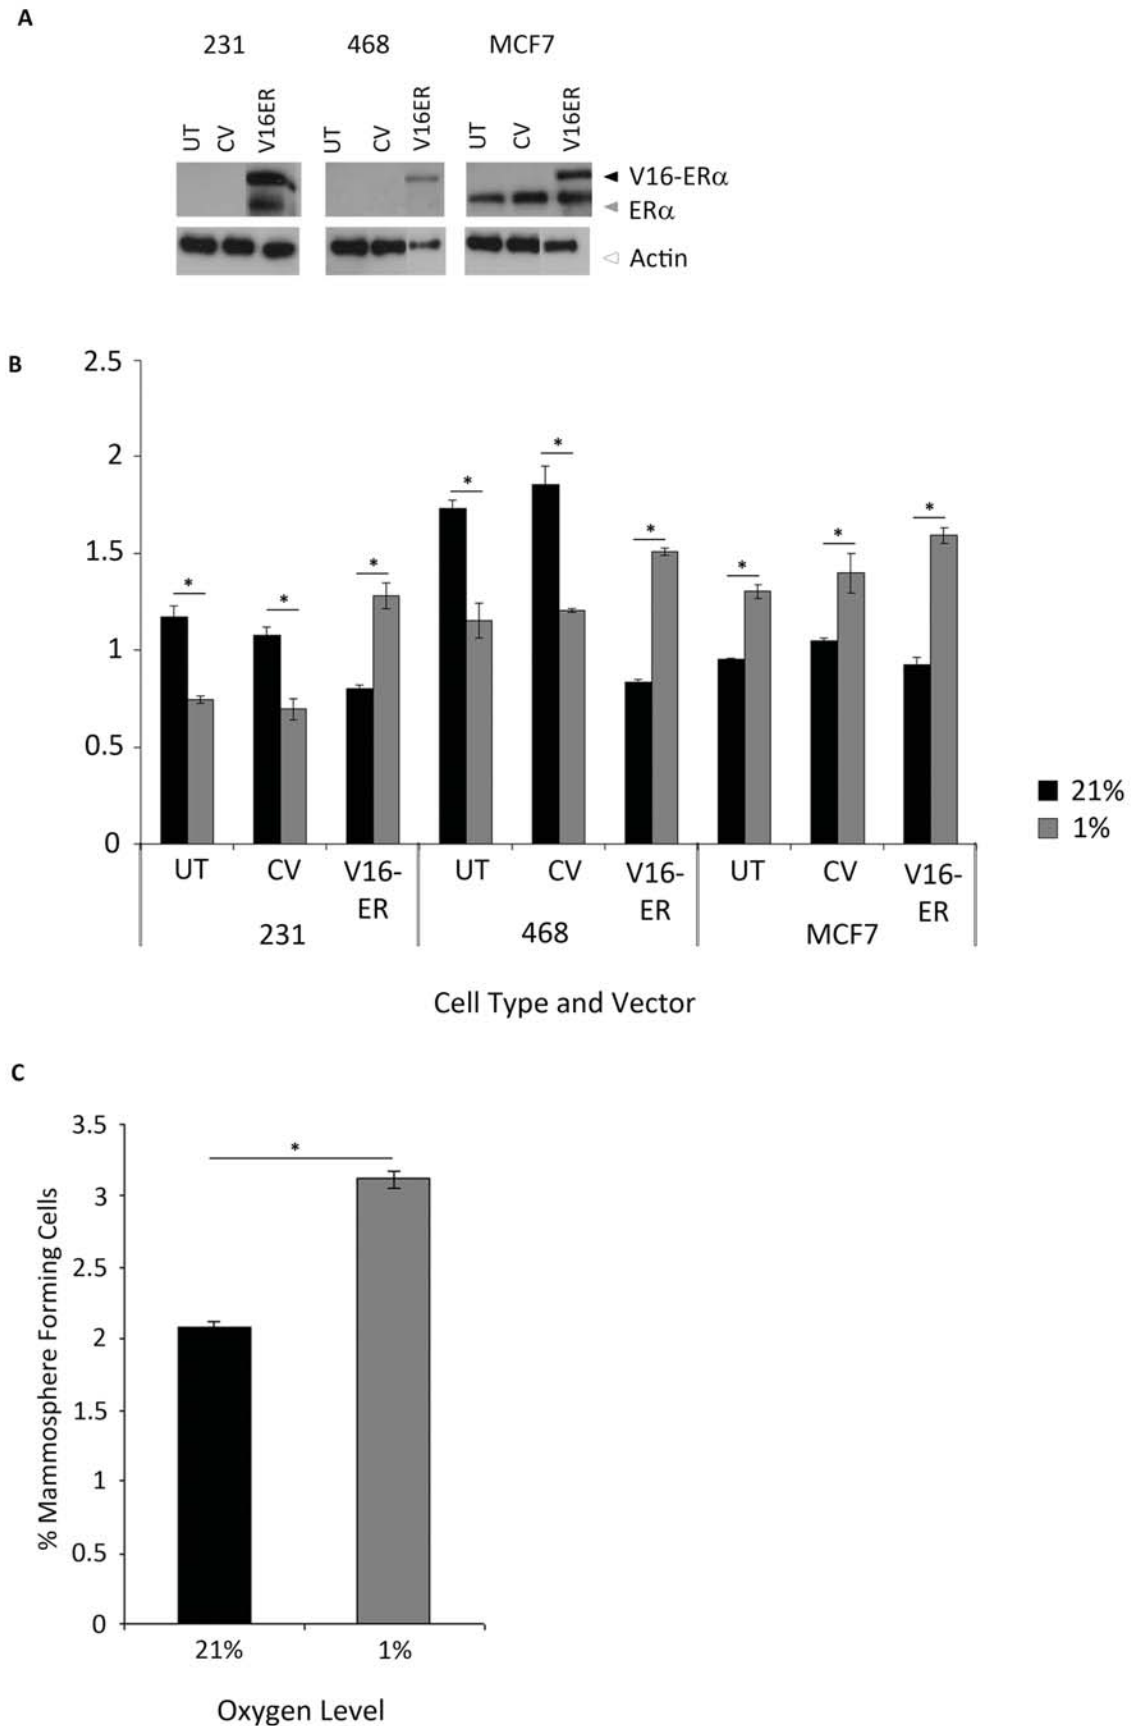 A
231 468 MCF7
UT CV V16ER UT CV V16ER UT CV V16ER
V16-ERα
ERα
Actin
B
2.5
2
1.5
1
0.5
0
* * * * * * * * *
21%
1%
UT CV V16-ER UT CV V16-ER UT CV V16-ER
231 468 MCF7
Cell Type and Vector
C
% Mammosphere Forming Cells
3.5
3
2.5
2
1.5
1
0.5
0
*
21% 1%
Oxygen Level